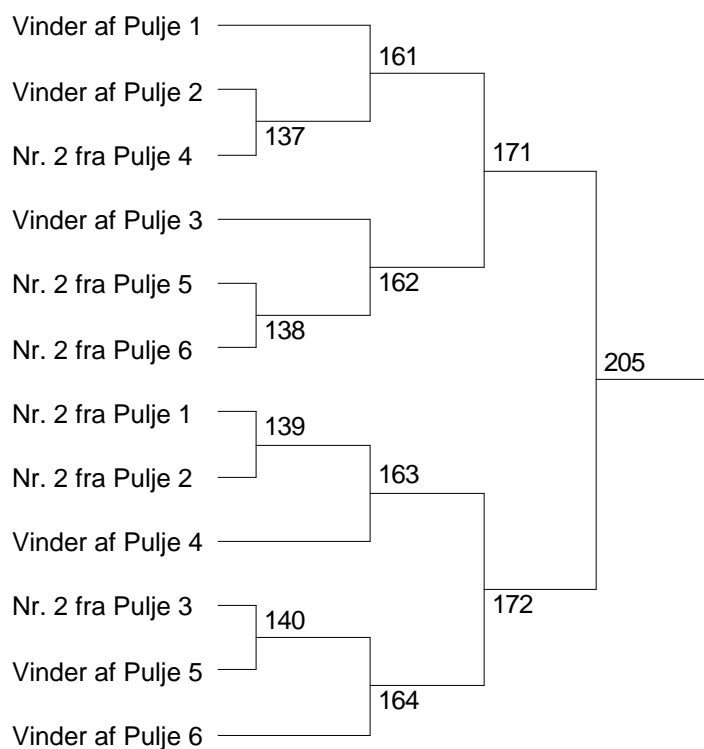 Vinder af Pulje 1
161
Vinder af Pulje 2
137
Nr. 2 fra Pulje 4
171
Vinder af Pulje 3
Nr. 2 fra Pulje 5
162
138
Nr. 2 fra Pulje 6
205
Nr. 2 fra Pulje 1
139
Nr. 2 fra Pulje 2
163
Vinder af Pulje 4
Nr. 2 fra Pulje 3
172
140
Vinder af Pulje 5
164
Vinder af Pulje 6